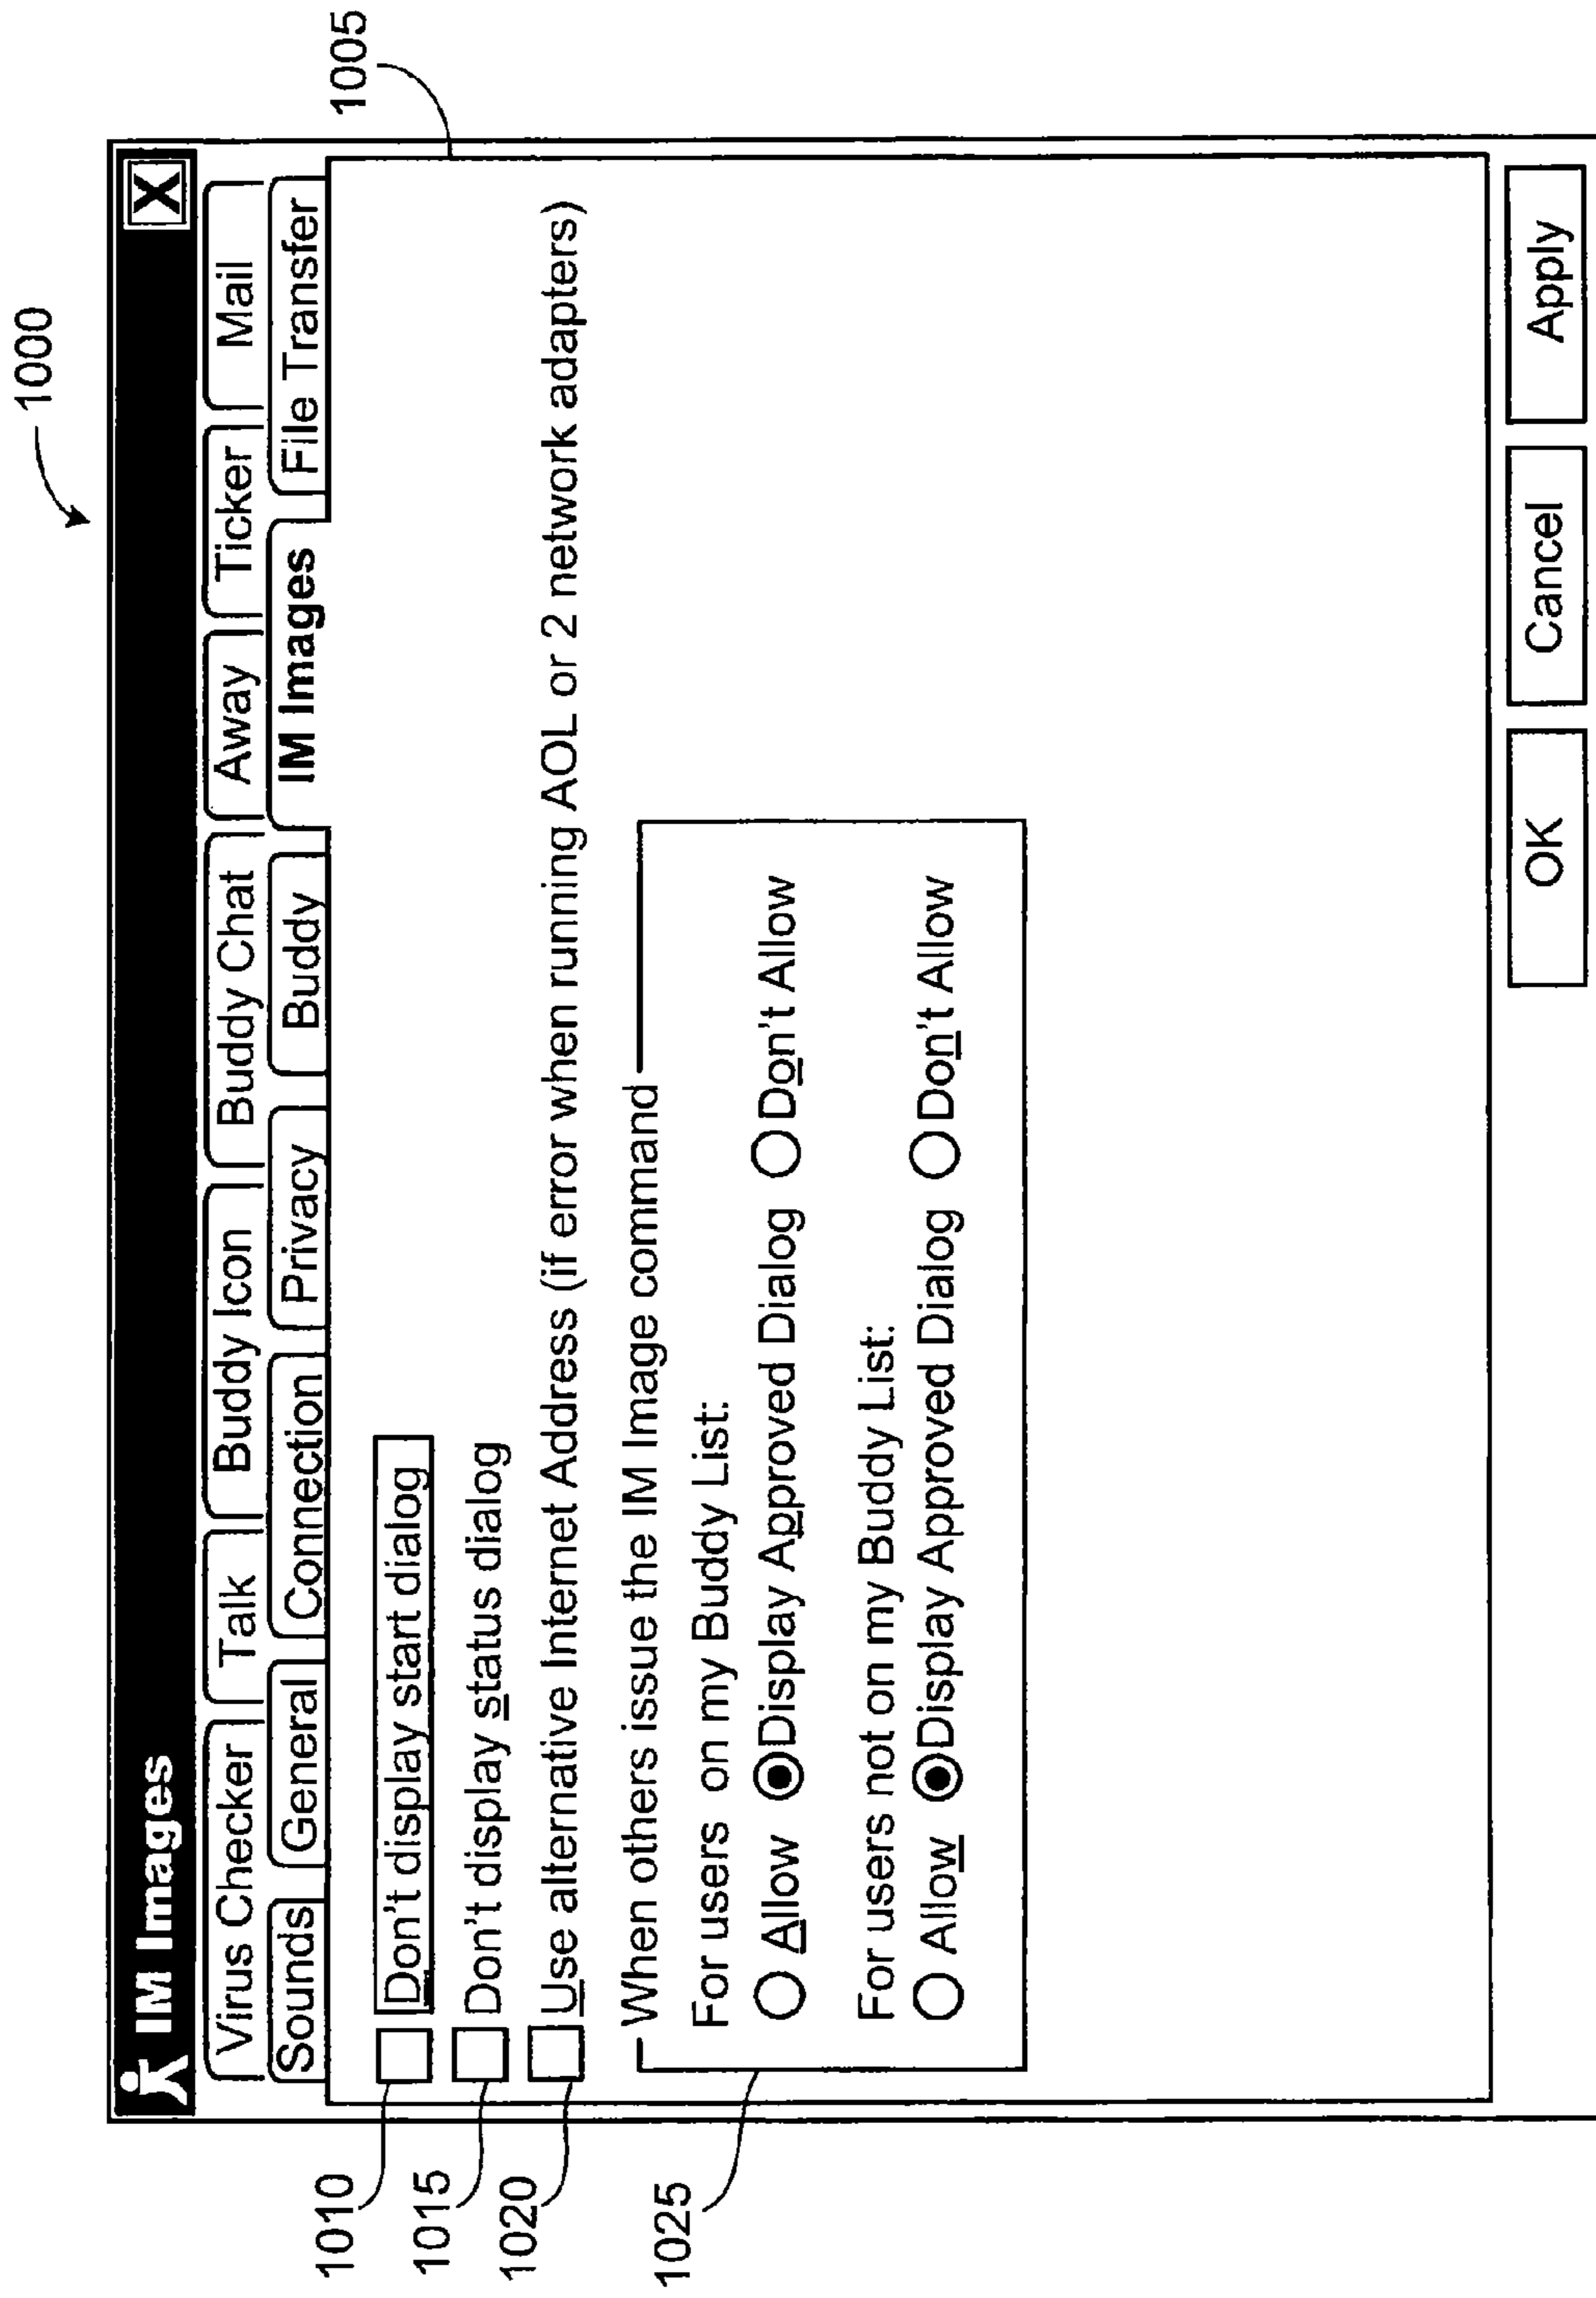 1000
IM Images X
Virus Checker Talk Buddy Icon Buddy Chat Away Ticker Mail
Sounds General Connection Privacy Buddy IM Images File Transfer
1005
1010 Don't display start dialog
1015 Don't display status dialog
1020 Use alternative Internet Address (if error when running AOL or 2 network adapters)
1025 When others issue the IM Image command
For users on my Buddy List:
Allow Display Approved Dialog Don't Allow
For users not on my Buddy List:
Allow Display Approved Dialog Don't Allow
OK Cancel Apply